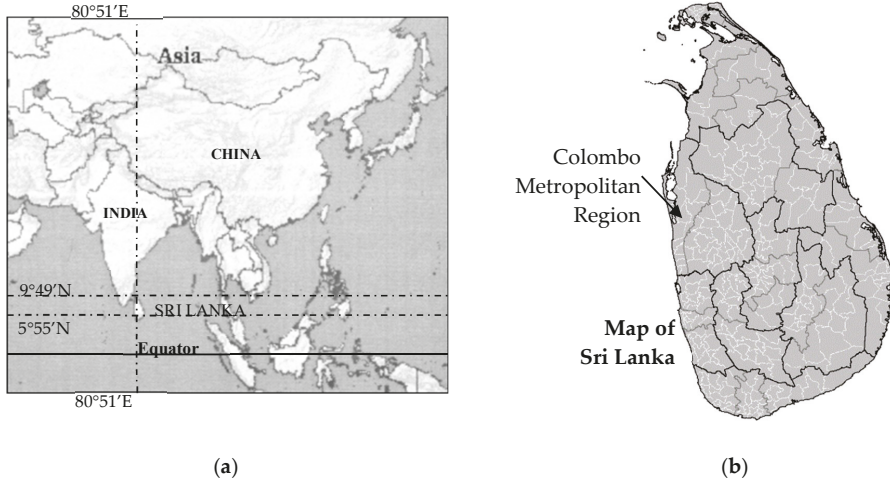 80°51'E
Asia
CHINA
INDIA
9°49'N
SRI LANKA
5°55'N
Equator
80°51'E
(a)
Colombo
Metropolitan
Region
Map of
Sri Lanka
(b)